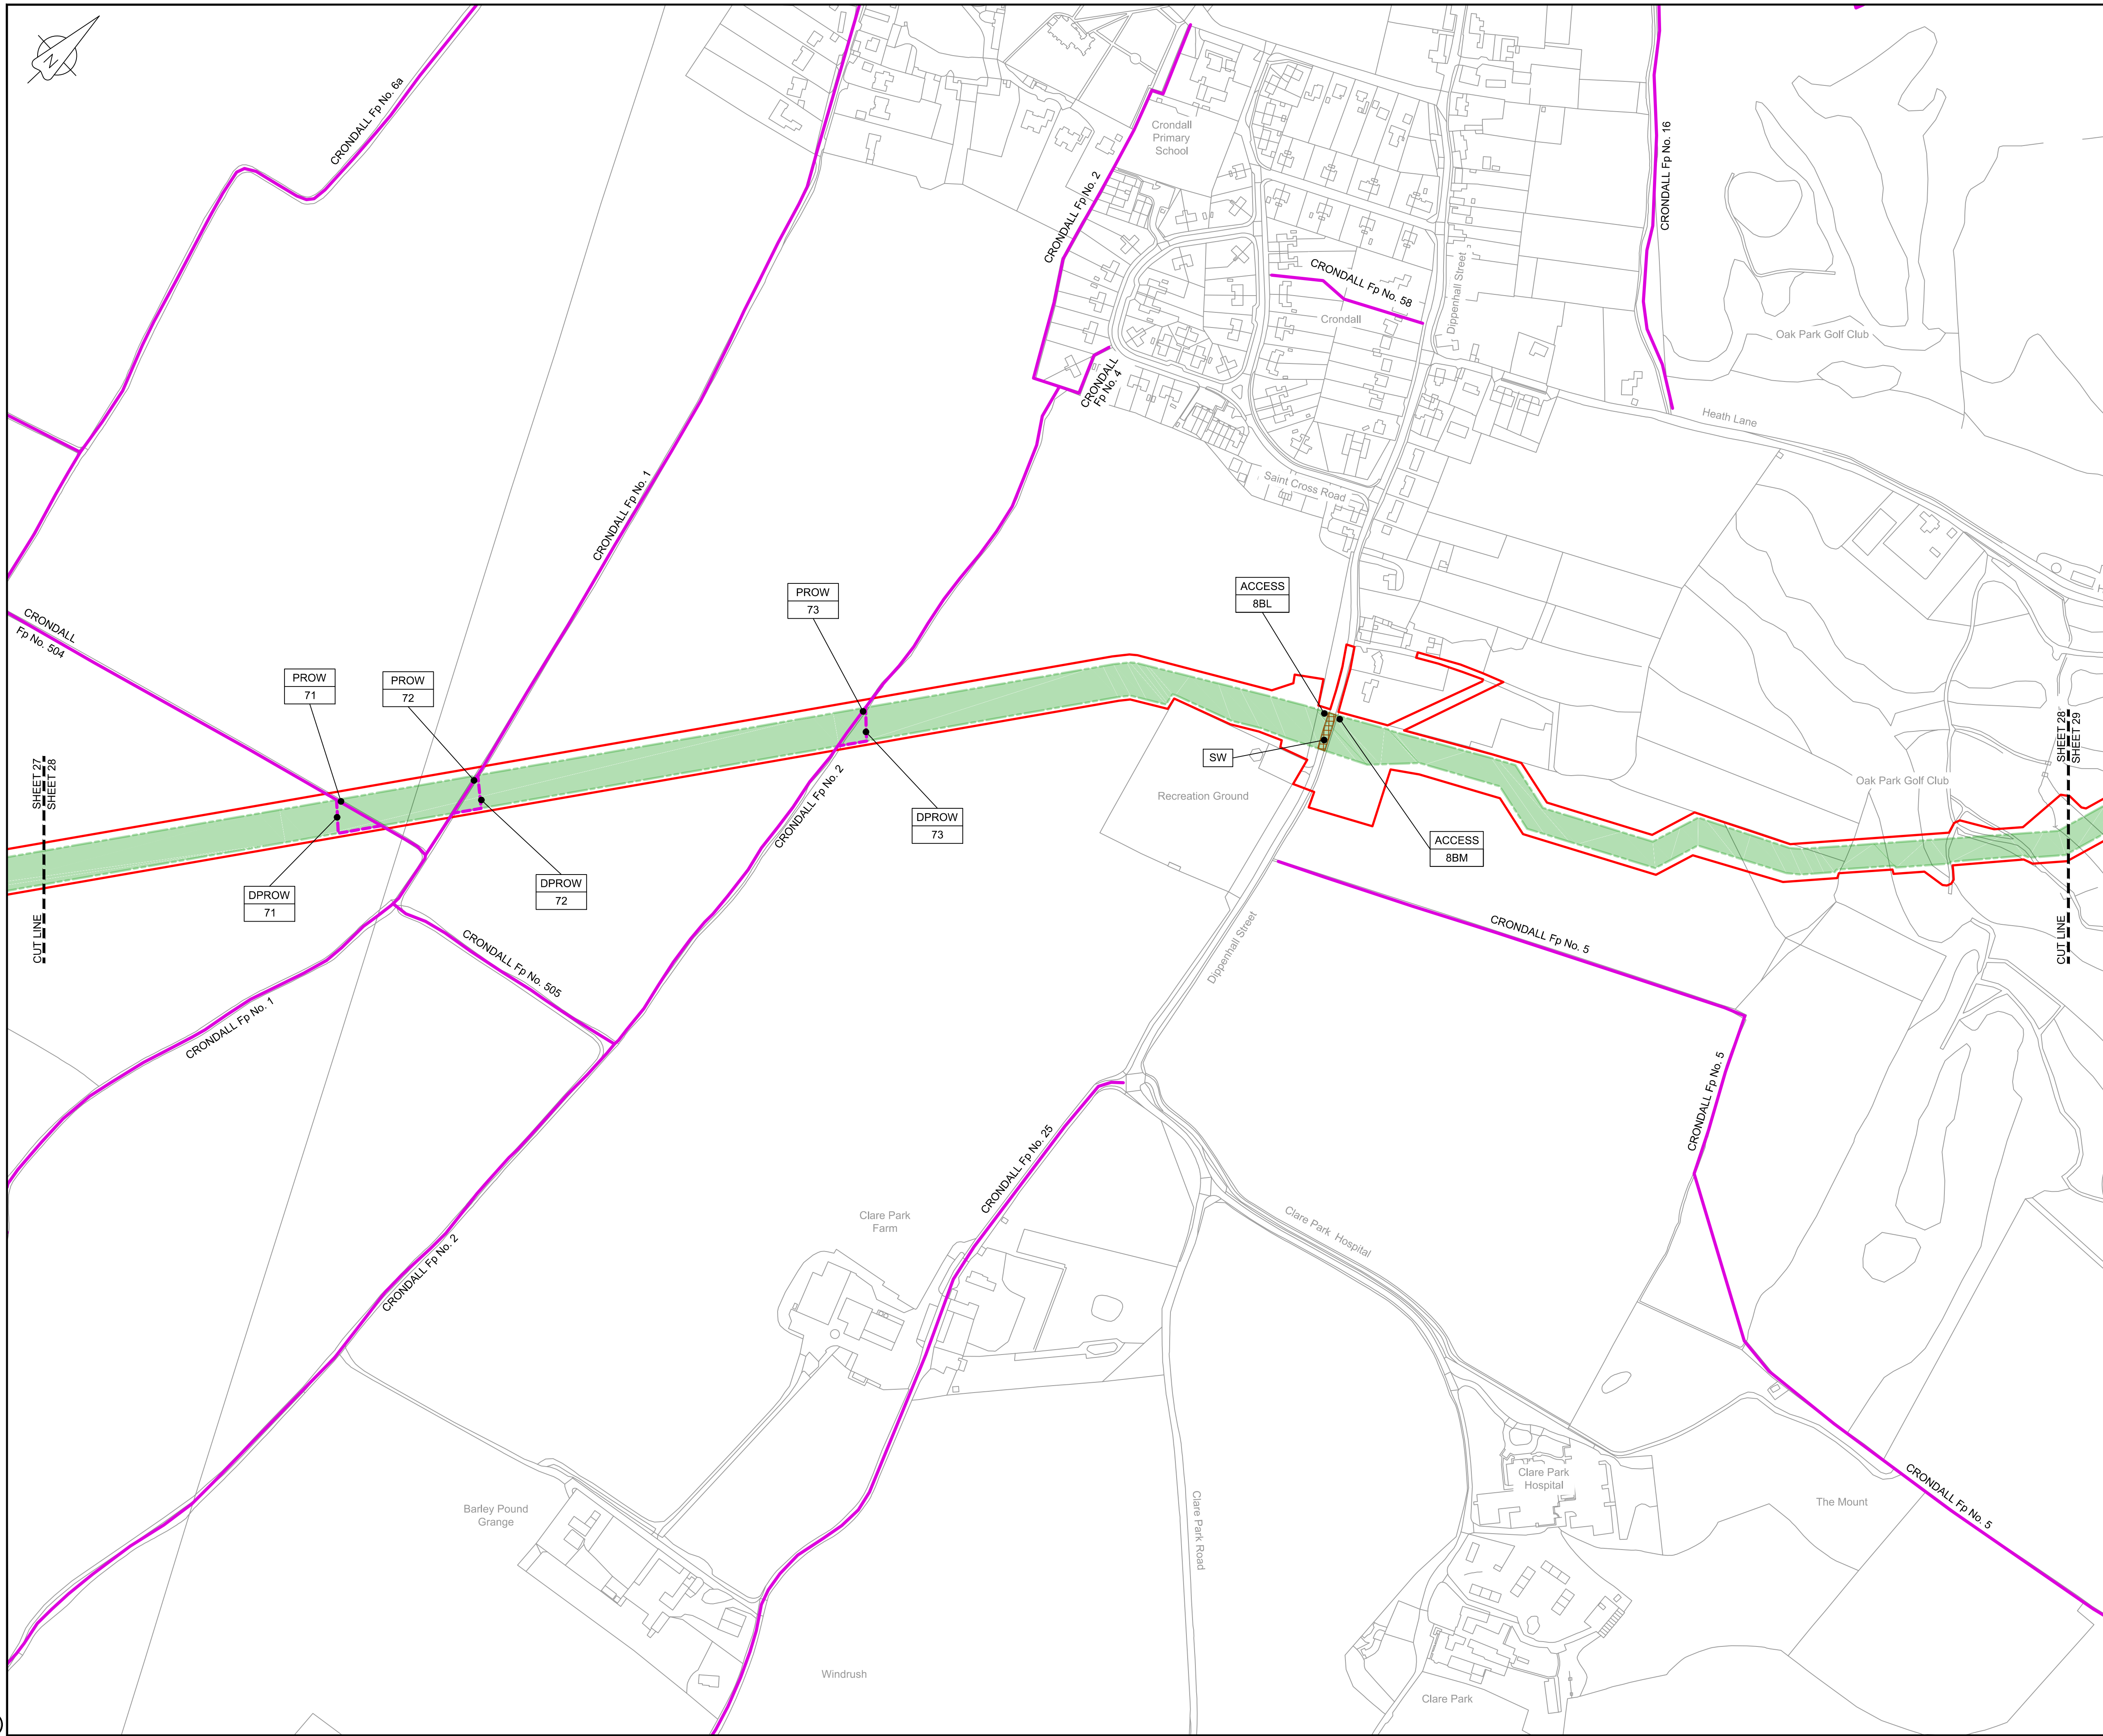 N
CRONDALL Fp No. 6a
Crondall
Primary
School
CRONDALL Fp No. 2
CRONDALL Fp No. 16
CRONDALL Fp No. 58
Crondall
Dippenhall Street
Oak Park Golf Club
CRONDALL
Fp No. 4
Heath Lane
CRONDALL Fp No. 1
Saint Cross Road
CRONDALL
Fp No. 504
PROW
71
PROW
72
PROW
73
ACCESS
8BL
SW
SHEET 27
SHEET 28
CUT LINE
DPROW
71
DPROW
72
DPROW
73
CRONDALL Fp No. 2
Recreation Ground
ACCESS
8BM
Oak Park Golf Club
SHEET 28
SHEET 29
CUT LINE
CRONDALL Fp No. 505
CRONDALL Fp No. 5
Dippenhall Street
CRONDALL Fp No. 1
CRONDALL Fp No. 5
CRONDALL Fp No. 25
Clare Park
Farm
Clare Park Hospital
CRONDALL Fp No. 2
Barley Pound
Grange
Clare Park Road
Clare Park
Hospital
The Mount
CRONDALL Fp No. 5
Windrush
Clare Park